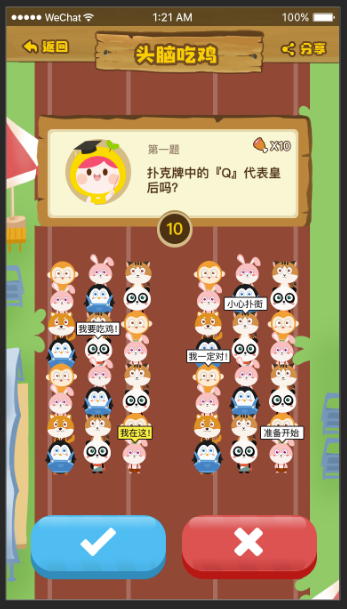 WeChat 1:21 AM 100%
返回 头脑吃鸡 分享
第一题 X10
扑克牌中的『Q』代表皇
后吗?
10
小心扑街
我要吃鸡!
我一定对!
我在这!
准备开始